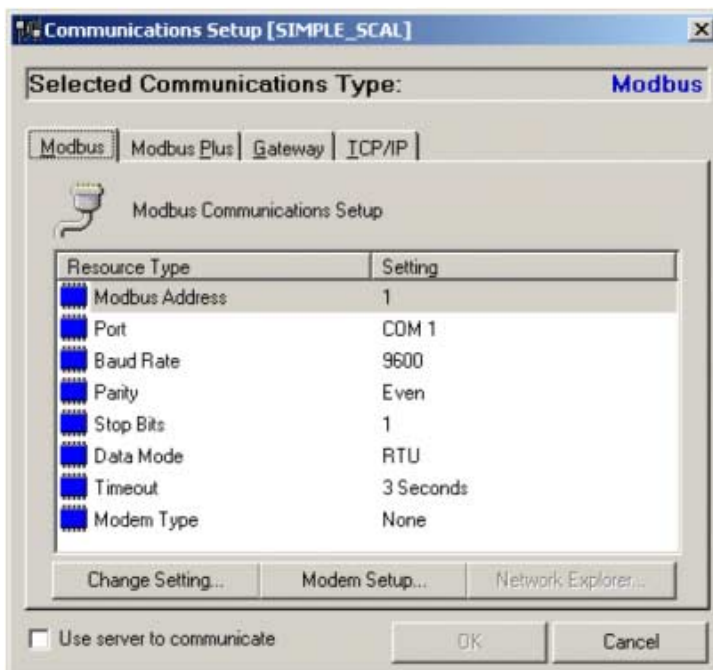 Communications Setup [SIMPLE_SCAL]
Selected Communications Type: Modbus
Modbus Modbus Plus Gateway TCP/IP
Modbus Communications Setup
Resource Type Setting
Modbus Address 1
Port COM 1
Baud Rate 9600
Parity Even
Stop Bits 1
Data Mode RTU
Timeout 3 Seconds
Modem Type None
Change Setting... Modem Setup... Network Explorer...
Use server to communicate OK Cancel